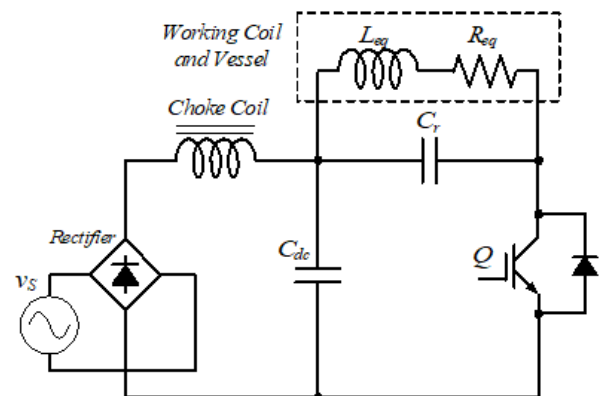 Working Coil
and Vessel
Leq
Req
Choke Coil
Cr
Rectifier
Cdc
Q
vS